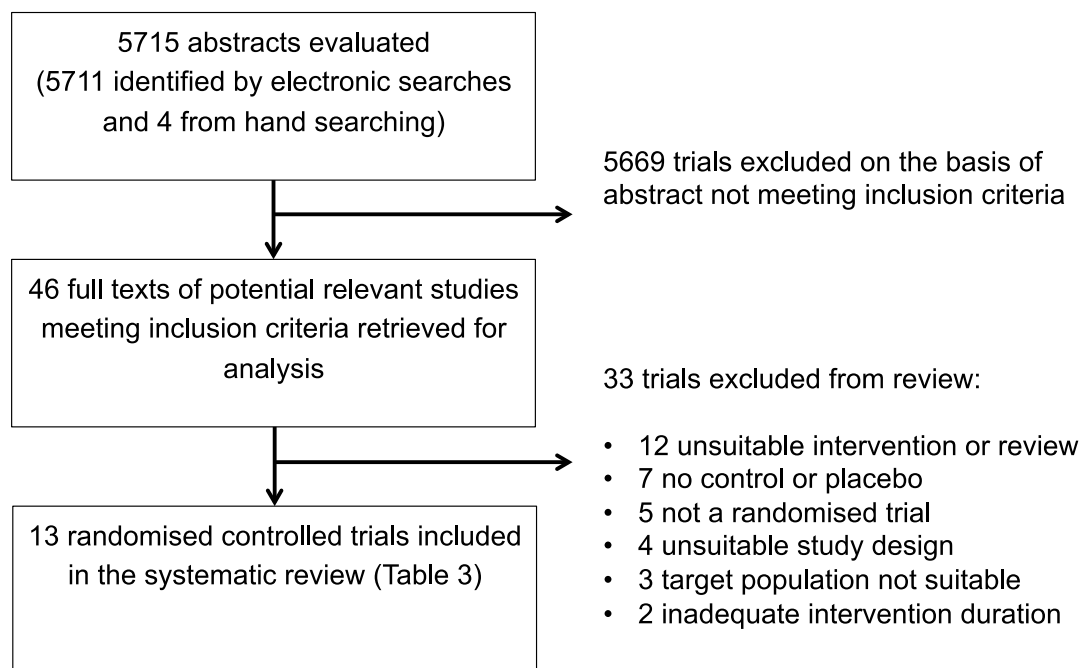 5715 abstracts evaluated
(5711 identified by electronic searches
and 4 from hand searching)
5669 trials excluded on the basis of
abstract not meeting inclusion criteria
46 full texts of potential relevant studies
meeting inclusion criteria retrieved for
analysis
33 trials excluded from review:
• 12 unsuitable intervention or review
• 7 no control or placebo
• 5 not a randomised trial
• 4 unsuitable study design
• 3 target population not suitable
• 2 inadequate intervention duration
13 randomised controlled trials included
in the systematic review (Table 3)